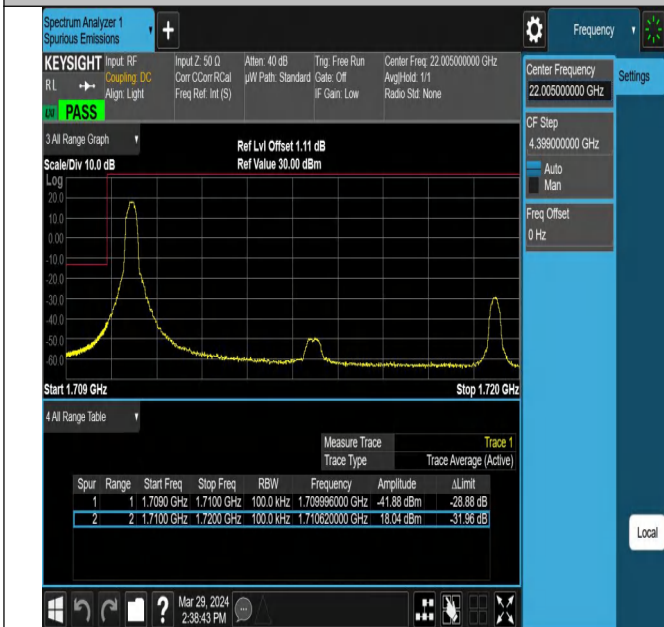 Spectrum Analyzer 1
Spurious Emissions
Frequency
KEYSIGHT
RL
Input: RF
Coupling: DC
Align: Light
Input Z: 50 Ω
Corr CCorr RCal
Freq Ref: Int (S)
Atten: 40 dB
µW Path: Standard
Trig: Free Run
Gate: Off
IF Gain: Low
Center Freq: 22.005000000 GHz
Avg|Hold: 1/1
Radio Std: None
PASS
Center Frequency
22.005000000 GHz
Settings
CF Step
4.399000000 GHz
Auto
Man
Freq Offset
0 Hz
3 All Range Graph
Scale/Div 10.0 dB
Ref Lvl Offset 1.11 dB
Ref Value 30.00 dBm
Log
20.0
10.0
0.00
-10.0
-20.0
-30.0
-40.0
-50.0
-60.0
Start 1.709 GHz
Stop 1.720 GHz
4 All Range Table
Measure Trace Trace 1
Trace Type Trace Average (Active)
Spur Range Start Freq Stop Freq RBW Frequency Amplitude ΔLimit
1 1 1.7090 GHz 1.7100 GHz 100.0 kHz 1.709996000 GHz -41.88 dBm -28.88 dB
2 2 1.7100 GHz 1.7200 GHz 100.0 kHz 1.710620000 GHz 18.04 dBm -31.96 dB
Local
Mar 29, 2024
2:38:43 PM